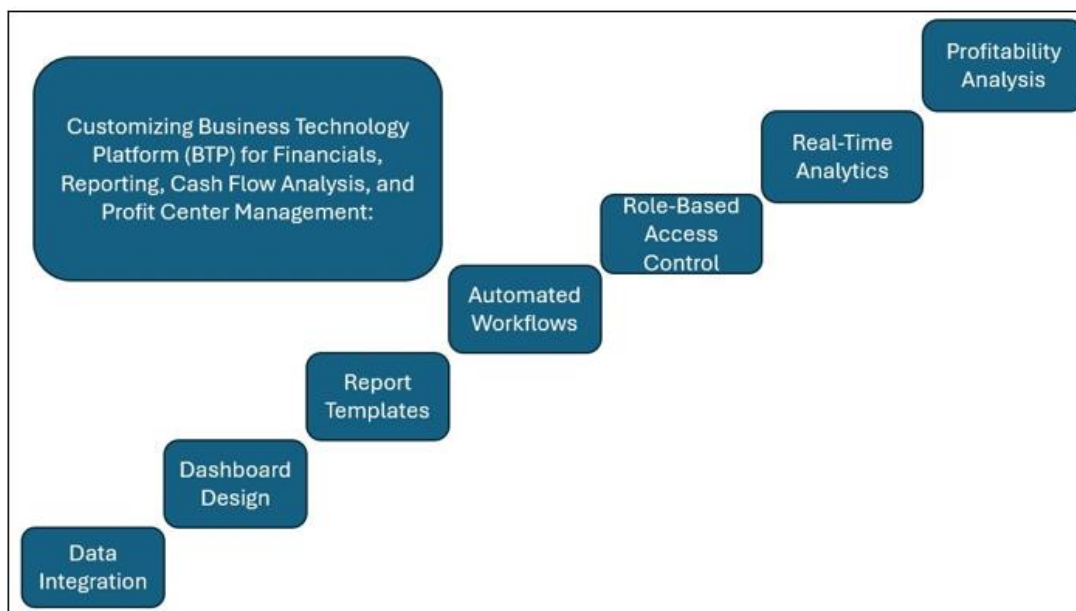 Customizing Business Technology
Platform (BTP) for Financials,
Reporting, Cash Flow Analysis, and
Profit Center Management:
Profitability
Analysis
Real-Time
Analytics
Role-Based
Access
Control
Automated
Workflows
Report
Templates
Dashboard
Design
Data
Integration